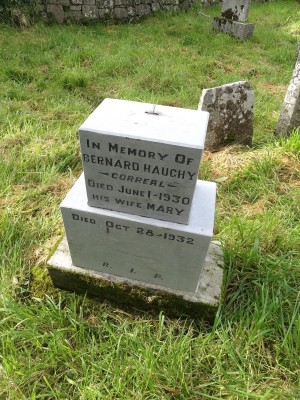 IN MEMORY OF
BERNARD HAUGHY
CORREAL
DIED JUNE 1-1930
HIS WIFE MARY
DIED OCT 28-1932
R. I. P.